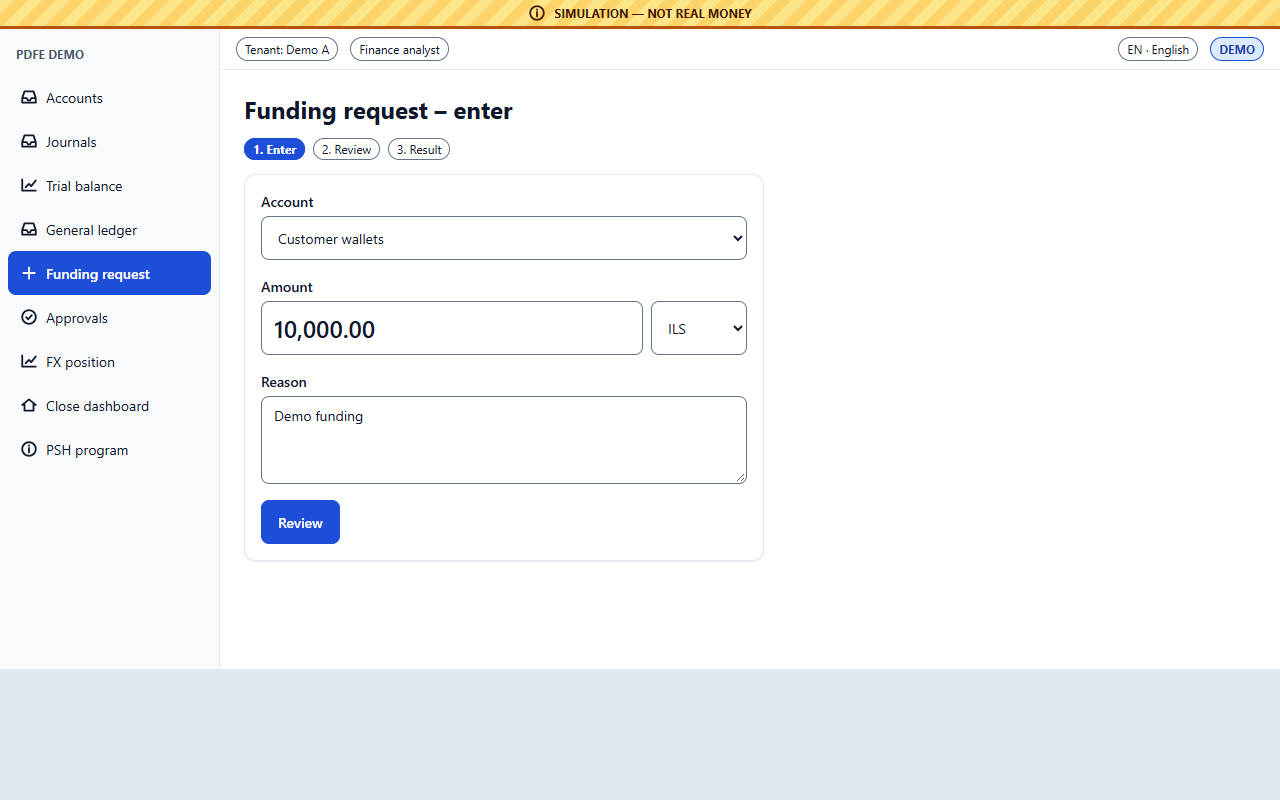 SIMULATION — NOT REAL MONEY
PDFE DEMO
Accounts
Journals
Trial balance
General ledger
Funding request
Approvals
FX position
Close dashboard
PSH program
Tenant: Demo A
Finance analyst
EN · English
DEMO
Funding request – enter
1. Enter
2. Review
3. Result
Account
Customer wallets
Amount
10,000.00
ILS
Reason
Demo funding
Review